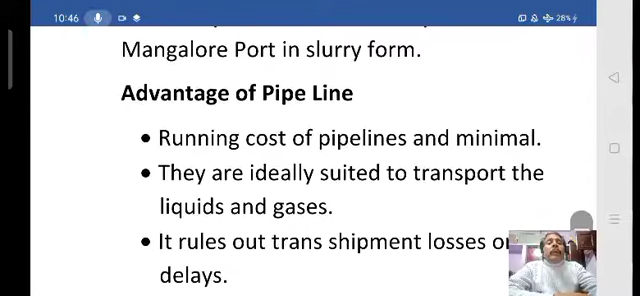 10:46 28%
Mangalore Port in slurry form.
Advantage of Pipe Line
• Running cost of pipelines and minimal.
• They are ideally suited to transport the
liquids and gases.
• It rules out trans shipment losses or
delays.